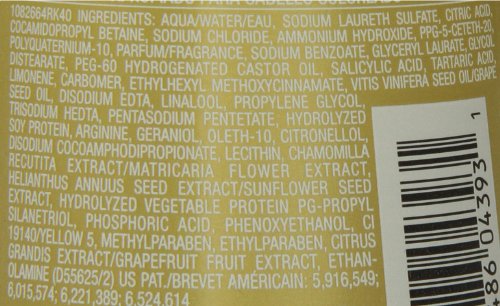 1082664RK40 INGREDIENTS: AQUA/WATER/EAU, SODIUM LAURETH SULFATE, CITRIC ACID,
COCAMIDOPROPYL BETAINE, SODIUM CHLORIDE, AMMONIUM HYDROXIDE, PPG-5-CETETH-20,
POLYQUATERNIUM-10, PARFUM/FRAGRANCE, SODIUM BENZOATE, GLYCERYL LAURATE, GLYCOL
DISTEARATE, PEG-60 HYDROGENATED CASTOR OIL, SALICYLIC ACID, TARTARIC ACID,
LIMONENE, CARBOMER, ETHYLHEXYL METHOXYCINNAMATE, VITIS VINIFERA SEED OIL/GRAPE
SEED OIL, DISODIUM EDTA, LINALOOL, PROPYLENE GLYCOL,
TRISODIUM HEDTA, PENTASODIUM PENTETATE, HYDROLYZED
SOY PROTEIN, ARGININE, GERANIOL, OLETH-10, CITRONELLOL,
DISODIUM COCOAMPHODIPROPIONATE, LECITHIN, CHAMOMILLA
RECUTITA EXTRACT/MATRICARIA FLOWER EXTRACT,
HELIANTHUS ANNUUS SEED EXTRACT/SUNFLOWER SEED
EXTRACT, HYDROLYZED VEGETABLE PROTEIN PG-PROPYL
SILANETRIOL, PHOSPHORIC ACID, PHENOXYETHANOL, CI
19140/YELLOW 5, METHYLPARABEN, ETHYLPARABEN, CITRUS
GRANDIS EXTRACT/GRAPEFRUIT FRUIT EXTRACT, ETHAN-
OLAMINE (D55625/2) US PAT./BREVET AMÉRICAIN: 5,916,549;
6,015,574; 6,221,389; 6,524,614
8604393 1